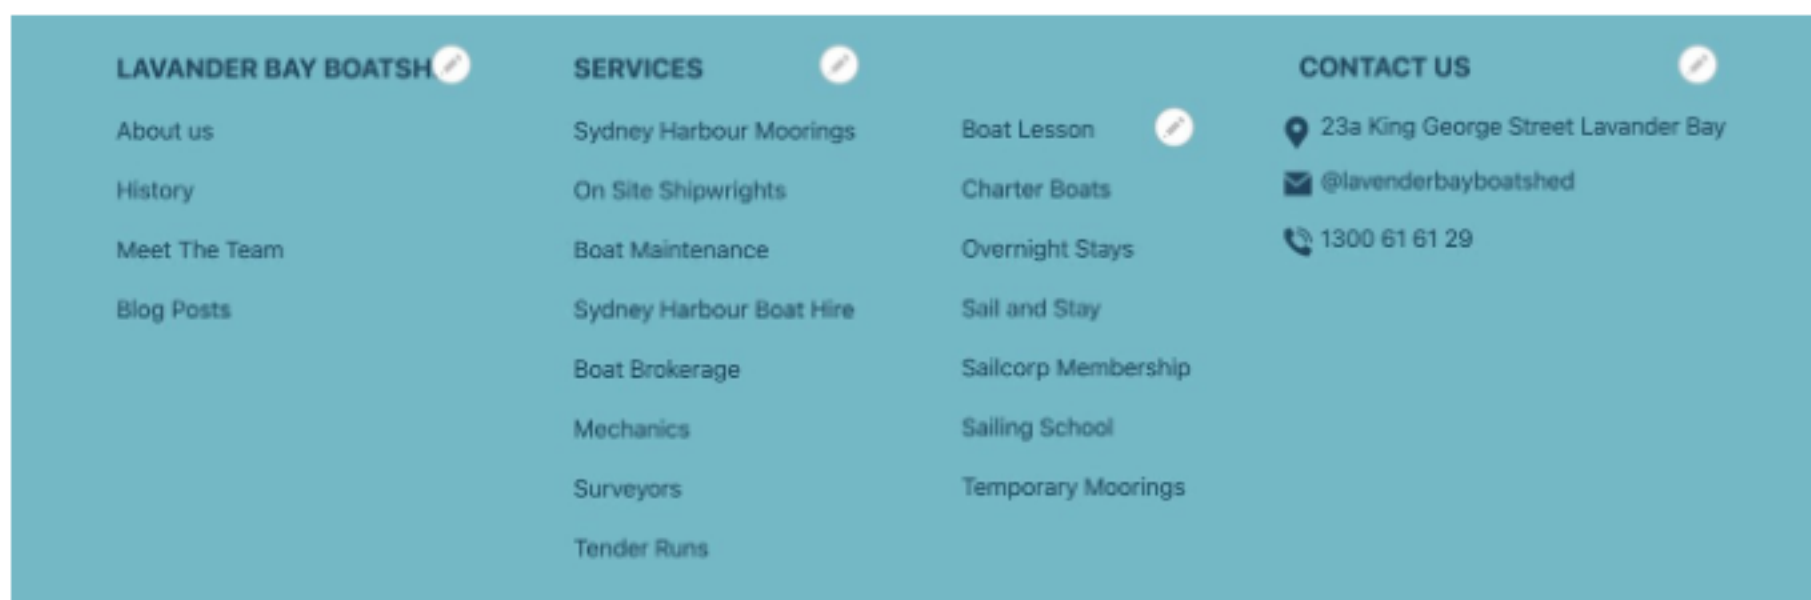 LAVANDER BAY BOATSH
About us
History
Meet The Team
Blog Posts
SERVICES
Sydney Harbour Moorings
On Site Shipwrights
Boat Maintenance
Sydney Harbour Boat Hire
Boat Brokerage
Mechanics
Surveyors
Tender Runs
Boat Lesson
Charter Boats
Overnight Stays
Sail and Stay
Sailcorp Membership
Sailing School
Temporary Moorings
CONTACT US
23a King George Street Lavander Bay
@lavenderbayboatshed
1300 61 61 29